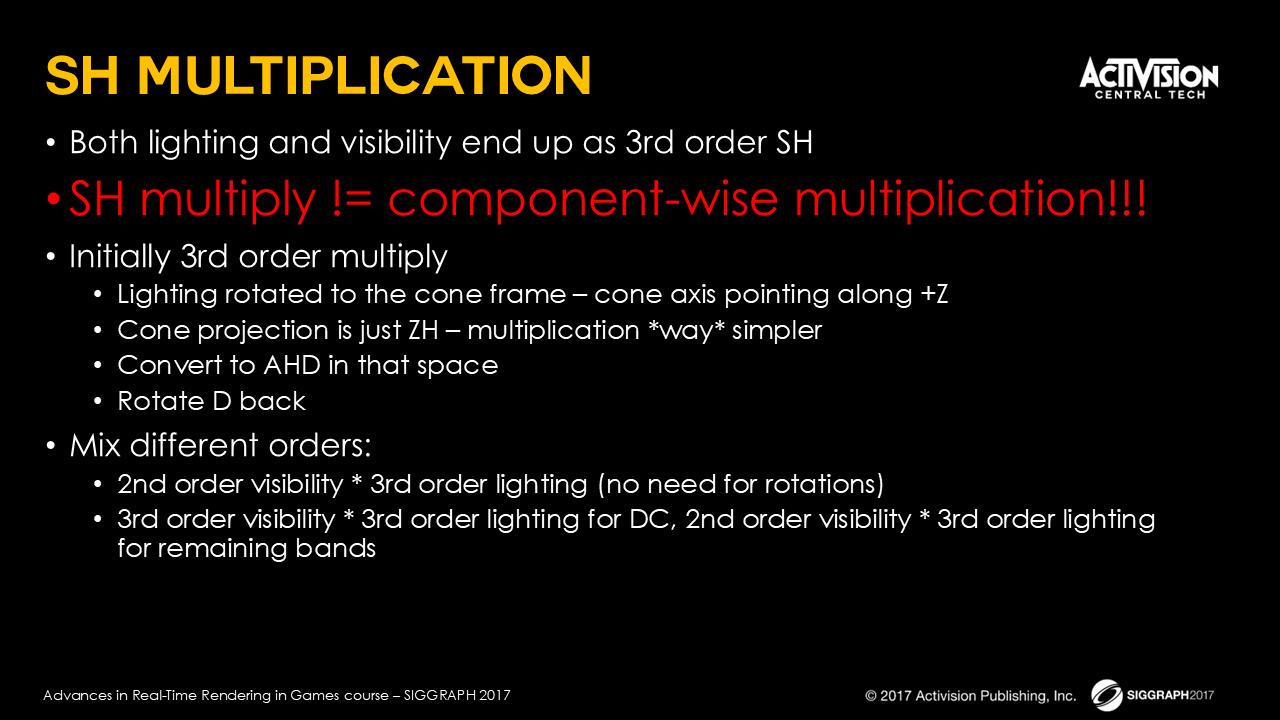 SH MULTIPLICATION
ACTIVISION
CENTRAL TECH
• Both lighting and visibility end up as 3rd order SH
• SH multiply != component-wise multiplication!!!
• Initially 3rd order multiply
• Lighting rotated to the cone frame – cone axis pointing along +Z
• Cone projection is just ZH – multiplication *way* simpler
• Convert to AHD in that space
• Rotate D back
• Mix different orders:
• 2nd order visibility * 3rd order lighting (no need for rotations)
• 3rd order visibility * 3rd order lighting for DC, 2nd order visibility * 3rd order lighting
for remaining bands
Advances in Real-Time Rendering in Games course – SIGGRAPH 2017
© 2017 Activision Publishing, Inc.
SIGGRAPH2017